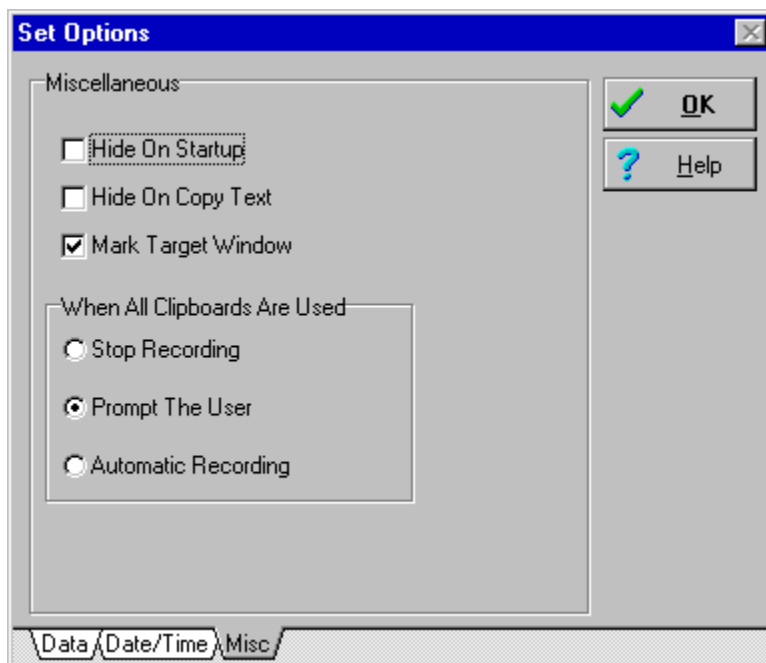 Set Options
Miscellaneous
Hide On Startup
Hide On Copy Text
Mark Target Window
When All Clipboards Are Used
Stop Recording
Prompt The User
Automatic Recording
OK
Help
Data
Date/Time
Misc